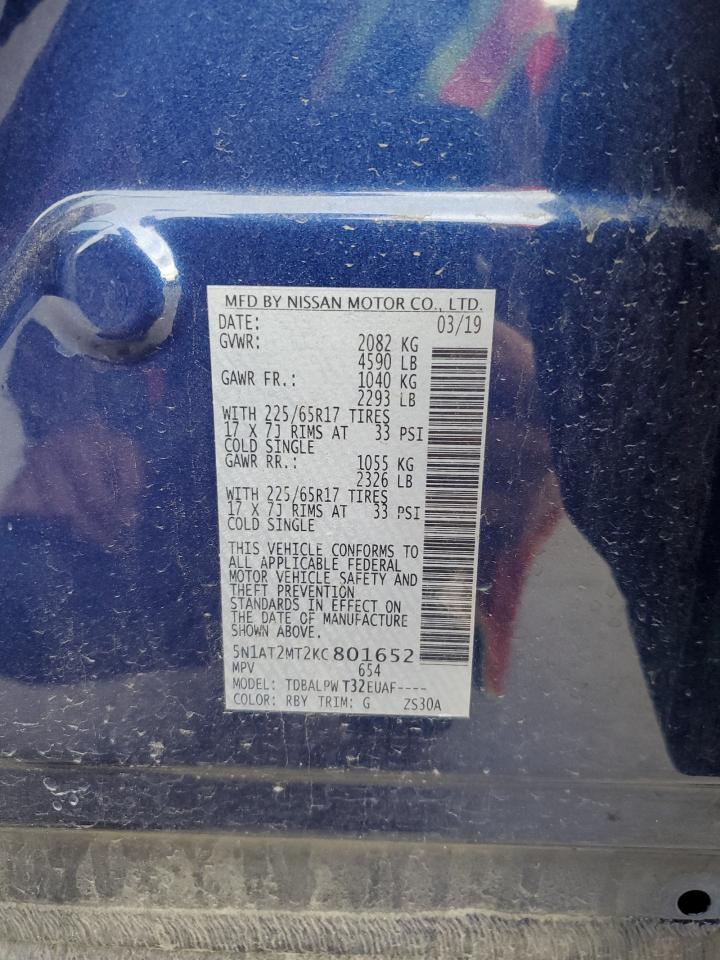 MFD BY NISSAN MOTOR CO., LTD.
DATE: 03/19
GVWR: 2082 KG
4590 LB
GAWR FR.: 1040 KG
2293 LB
WITH 225/65R17 TIRES
17 X 7J RIMS AT 33 PSI
COLD SINGLE
GAWR RR.: 1055 KG
2326 LB
WITH 225/65R17 TIRES
17 X 7J RIMS AT 33 PSI
COLD SINGLE
THIS VEHICLE CONFORMS TO
ALL APPLICABLE FEDERAL
MOTOR VEHICLE SAFETY AND
THEFT PREVENTION
STANDARDS IN EFFECT ON
THE DATE OF MANUFACTURE
SHOWN ABOVE.
5N1AT2MT2KC801652
MPV 654
MODEL: TDBALPW T32EUAF----
COLOR: RBY TRIM: G ZS30A